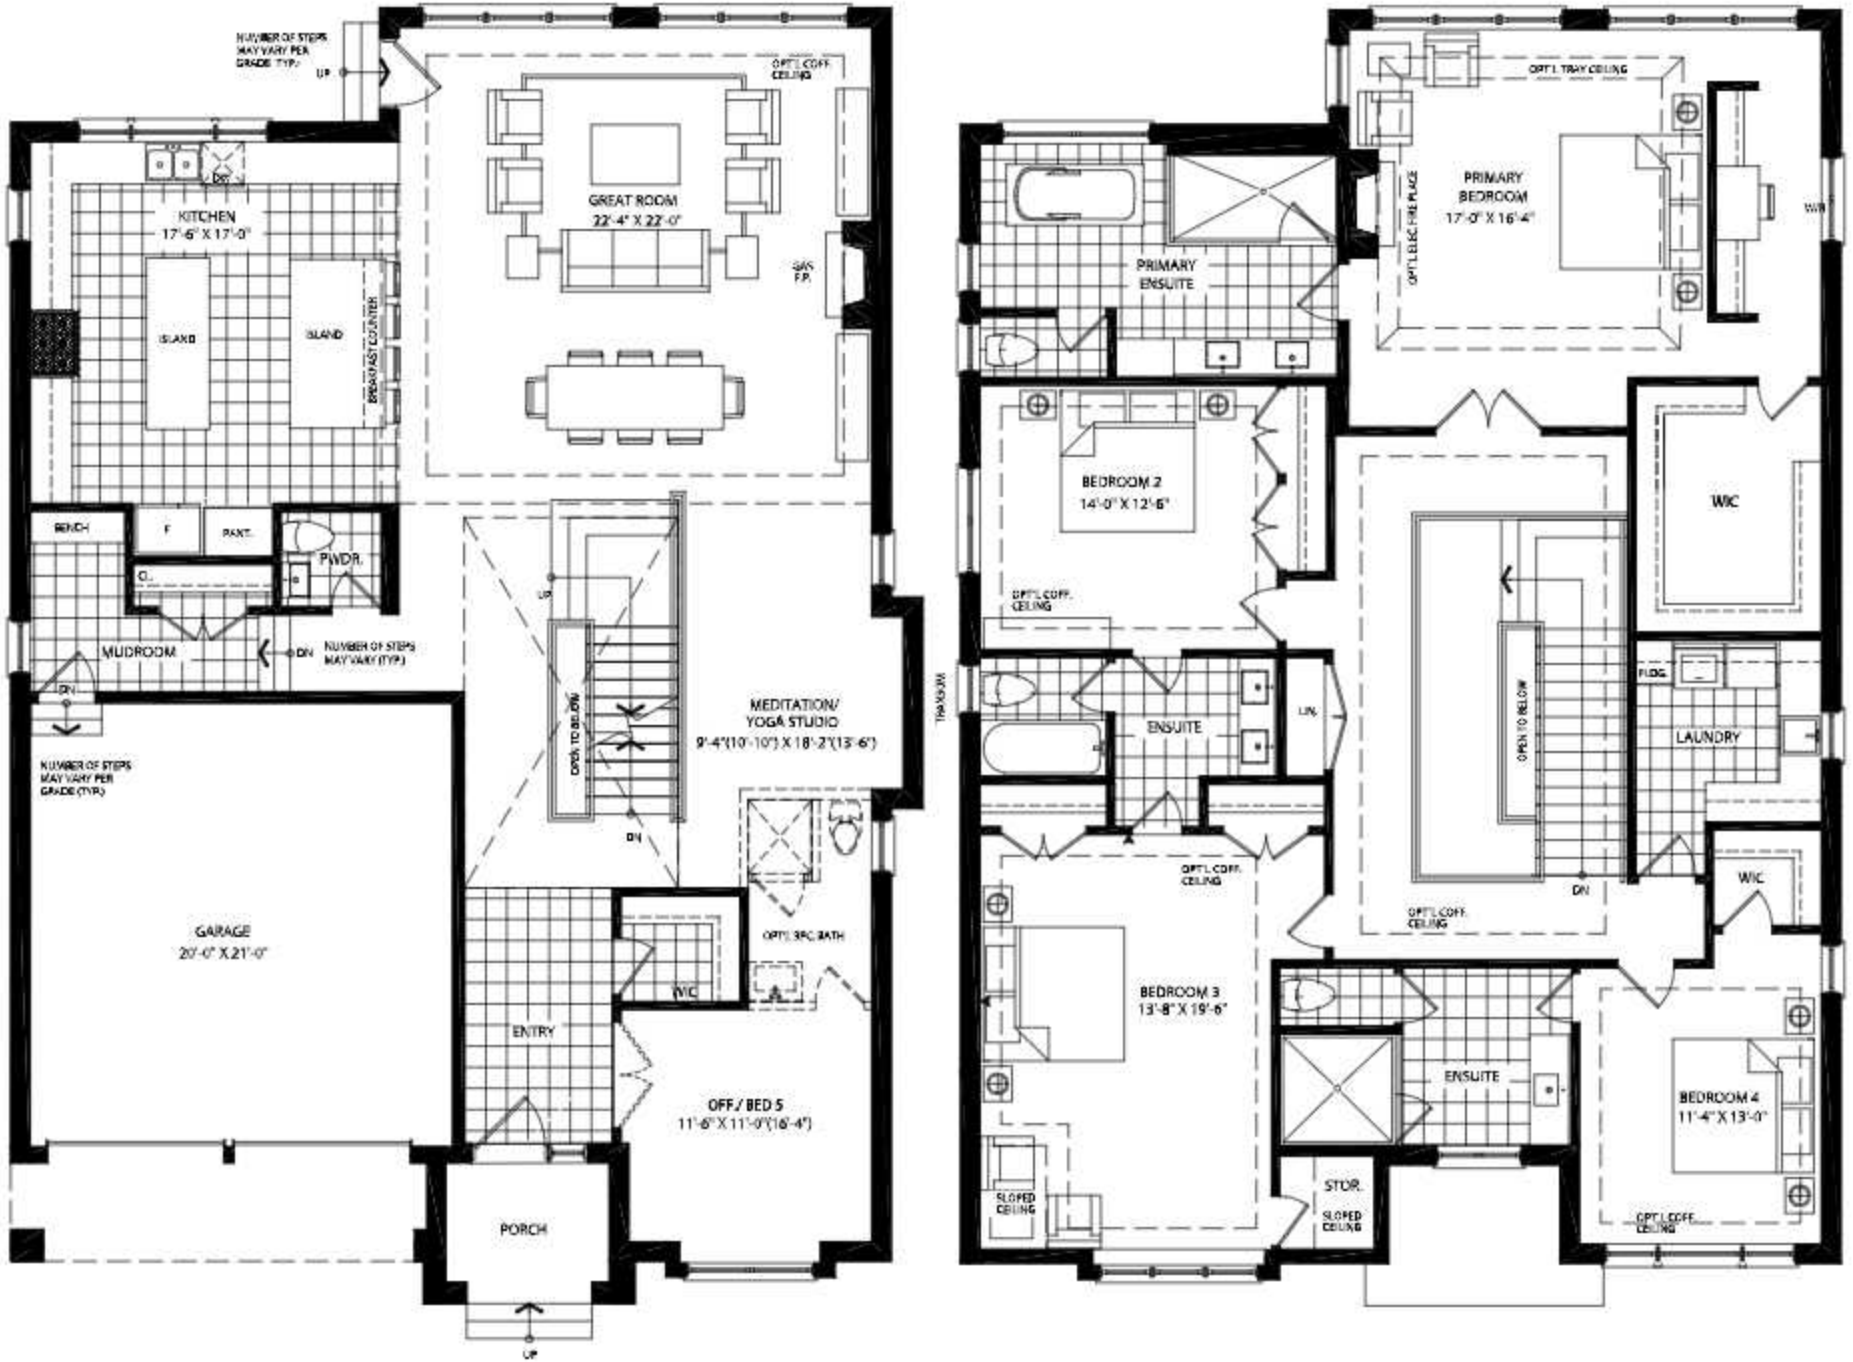 NUMBER OF STEPS
MAY VARY PER
GRADE (TYP.)
UP
OPT'L COFF.
CEILING
GREAT ROOM
22'-4" X 22'-0"
GAS
F.P.
KITCHEN
17'-6" X 17'-0"
ISLAND
ISLAND
BREAKFAST COUNTER
BENCH
F
PANT.
CL.
PWDR.
MUDROOM
DN
NUMBER OF STEPS
MAY VARY (TYP.)
DN
NUMBER OF STEPS
MAY VARY PER
GRADE (TYP.)
UP
OPEN TO BELOW
DN
MEDITATION/
YOGA STUDIO
9'-4"(10'-10") X 18'-2"(13'-6")
GARAGE
20'-0" X 21'-0"
WIC
ENTRY
OFF./ BED 5
11'-6" X 11'-0"(16'-4")
PORCH
UP
OPT'L TRAY CEILING
PRIMARY
BEDROOM
17'-0" X 16'-4"
OPT'L ELEC. FIRE PLACE
PRIMARY
ENSUITE
BEDROOM 2
14'-0" X 12'-6"
OPT'L COFF.
CEILING
WIC
TRANSOM
ENSUITE
LIN.
OPEN TO BELOW
LAUNDRY
DN
WIC
OPT'L COFF.
CEILING
OPT'L COFF.
CEILING
BEDROOM 3
13'-8" X 19'-6"
ENSUITE
BEDROOM 4
11'-4" X 13'-0"
SLOPED
CEILING
STOR.
SLOPED
CEILING
OPT'L COFF.
CEILING